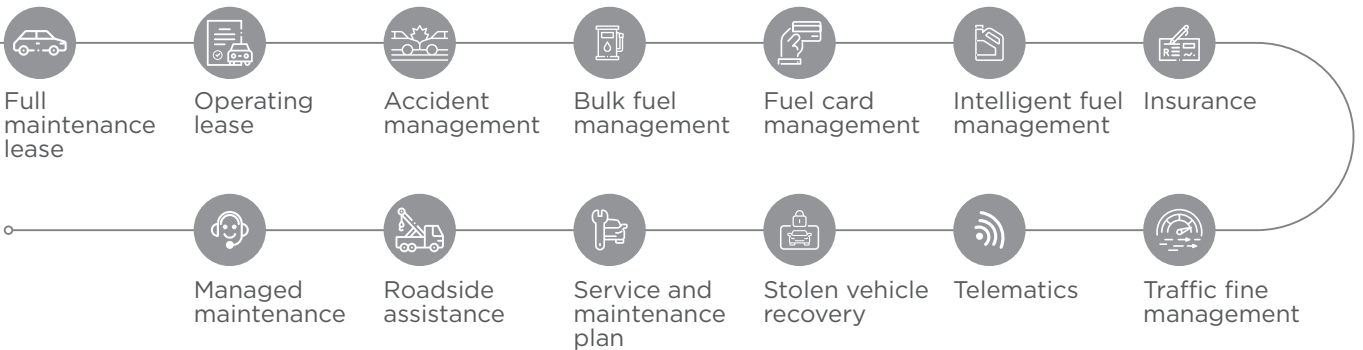 Full
maintenance
lease
Operating
lease
Accident
management
Bulk fuel
management
Fuel card
management
Intelligent fuel
management
Insurance
Managed
maintenance
Roadside
assistance
Service and
maintenance
plan
Stolen vehicle
recovery
Telematics
Traffic fine
management